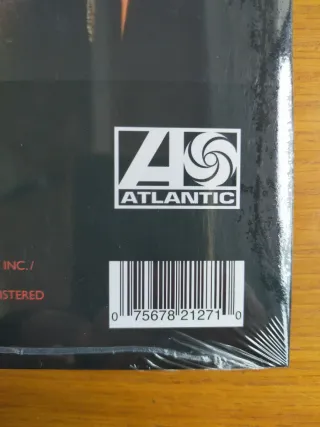 ATLANTIC
INC./
ISTERED
0 75678 21271 0